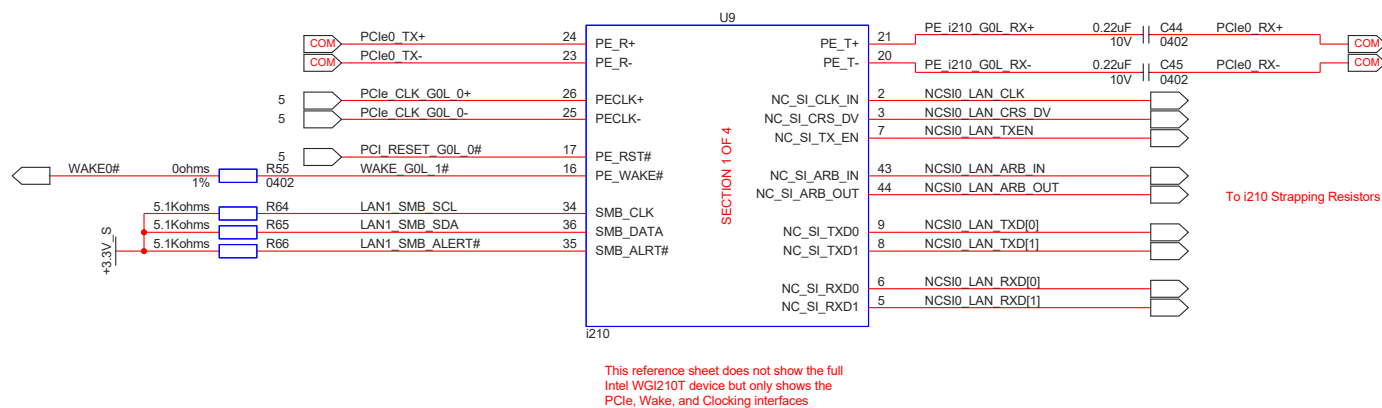 U9
COM PCIe0_TX+ 24 PE_R+
COM PCIe0_TX- 23 PE_R-
5 PCIe_CLK_G0L_0+ 26 PECLK+
5 PCIe_CLK_G0L_0- 25 PECLK-
5 PCI_RESET_G0L_0# 17 PE_RST#
WAKE0# 0ohms R55 WAKE_G0L_1# 16 PE_WAKE#
1% 0402
5.1Kohms R64 LAN1_SMB_SCL 34 SMB_CLK
5.1Kohms R65 LAN1_SMB_SDA 36 SMB_DATA
5.1Kohms R66 LAN1_SMB_ALERT# 35 SMB_ALRT#
+3.3V_S
SECTION 1 OF 4
PE_T+ 21 PE_i210_G0L_RX+ 0.22uF C44 PCIe0_RX+ COM
10V 0402
PE_T- 20 PE_i210_G0L_RX- 0.22uF C45 PCIe0_RX- COM
10V 0402
NC_SI_CLK_IN 2 NCSI0_LAN_CLK
NC_SI_CRS_DV 3 NCSI0_LAN_CRS_DV
NC_SI_TX_EN 7 NCSI0_LAN_TXEN
NC_SI_ARB_IN 43 NCSI0_LAN_ARB_IN
NC_SI_ARB_OUT 44 NCSI0_LAN_ARB_OUT
To i210 Strapping Resistors
NC_SI_TXD0 9 NCSI0_LAN_TXD[0]
NC_SI_TXD1 8 NCSI0_LAN_TXD[1]
NC_SI_RXD0 6 NCSI0_LAN_RXD[0]
NC_SI_RXD1 5 NCSI0_LAN_RXD[1]
i210
This reference sheet does not show the full
Intel WGI210T device but only shows the
PCIe, Wake, and Clocking interfaces